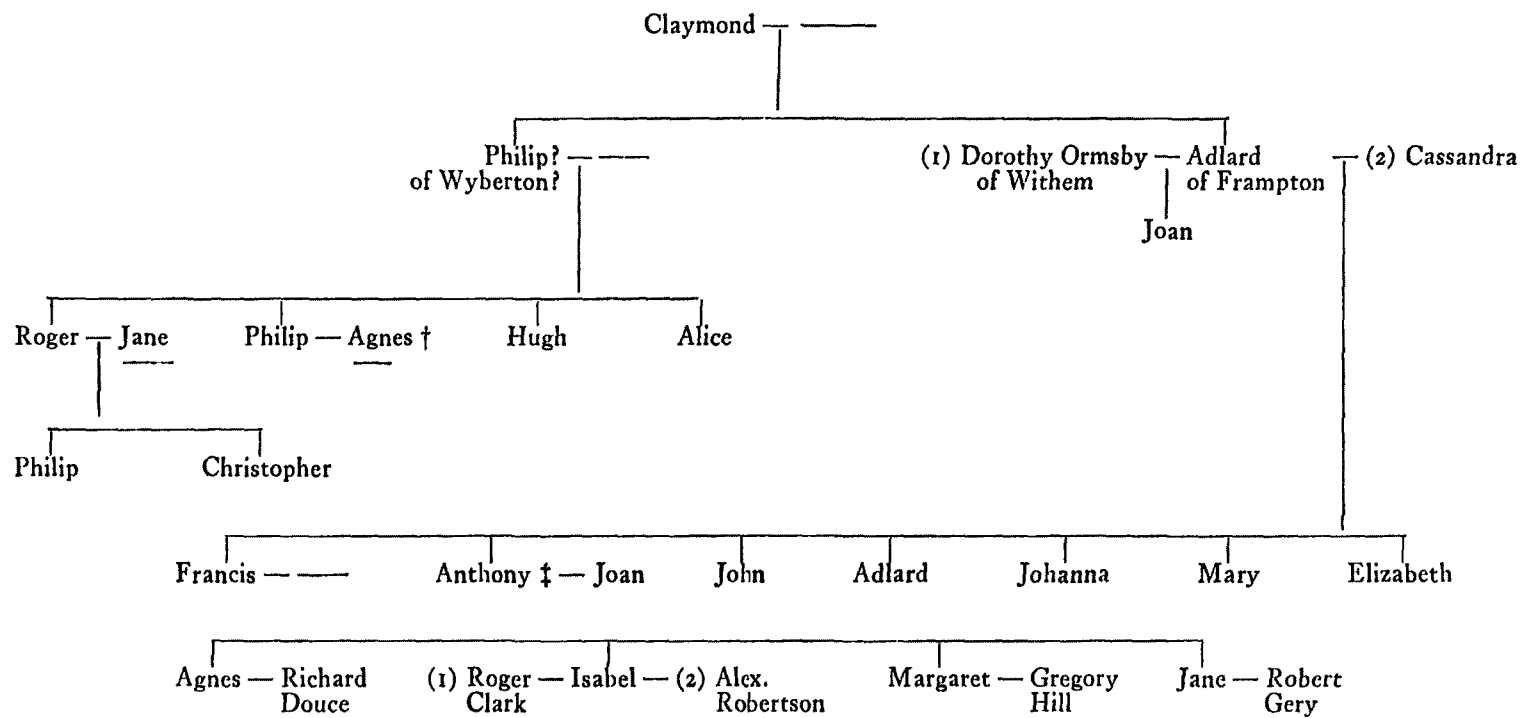 Claymond
Philip? (1) Dorothy Ormsby Adlard (2) Cassandra
of Wyberton? of Withem of Frampton
Joan
Roger Jane Philip Agnes † Hugh Alice
Philip Christopher
Francis Anthony ‡ Joan John Adlard Johanna Mary Elizabeth
Agnes Richard (1) Roger Isabel (2) Alex. Margaret Gregory Jane Robert
Douce Clark Robertson Hill Gery